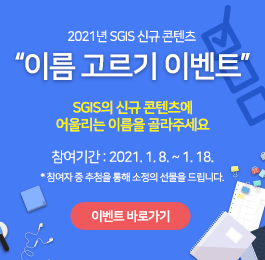 2021년 SGIS 신규 콘텐츠
“이름 고르기 이벤트”
SGIS의 신규 콘텐츠에
어울리는 이름을 골라주세요
참여기간 : 2021. 1. 8. ~ 1. 18.
* 참여자 중 추첨을 통해 소정의 선물을 드립니다.
이벤트 바로가기